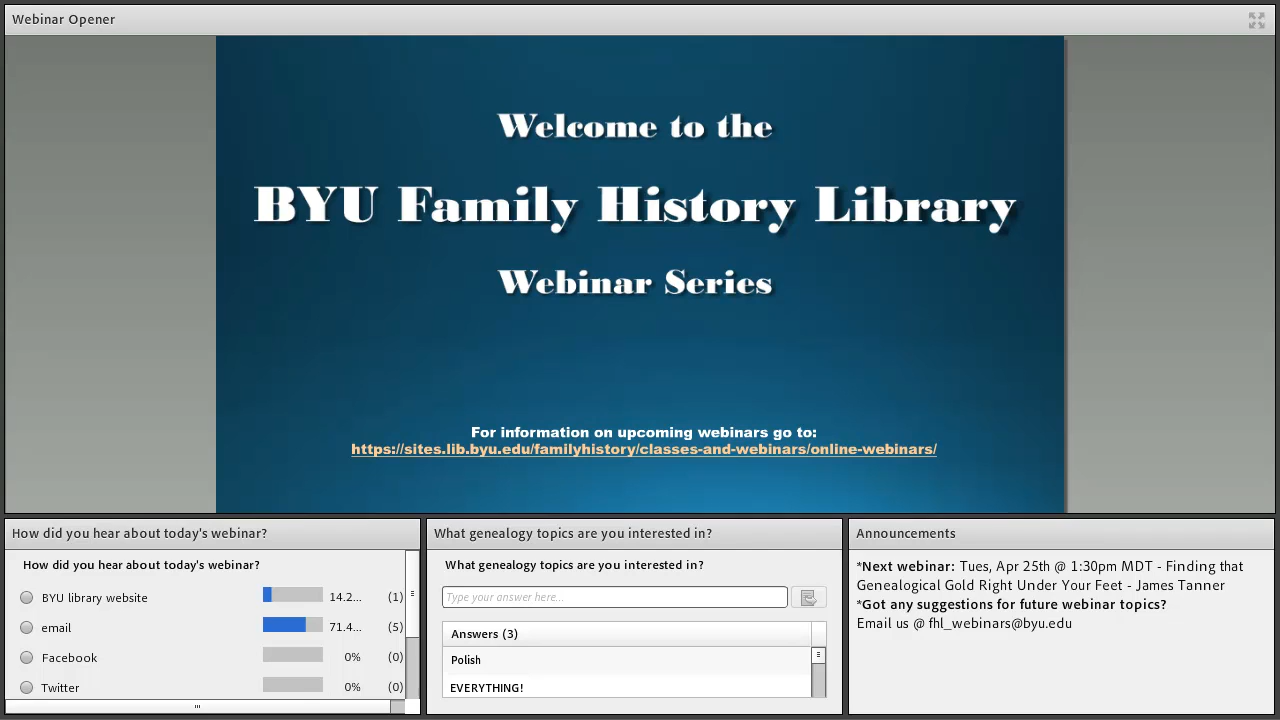 Webinar Opener
Welcome to the
BYU Family History Library
Webinar Series
For information on upcoming webinars go to:
https://sites.lib.byu.edu/familyhistory/classes-and-webinars/online-webinars/
How did you hear about today's webinar?
How did you hear about today's webinar?
BYU library website 14.2... (1)
email 71.4... (5)
Facebook 0% (0)
Twitter 0% (0)
What genealogy topics are you interested in?
What genealogy topics are you interested in?
Type your answer here...
Answers (3)
Polish
EVERYTHING!
Announcements
*Next webinar: Tues, Apr 25th @ 1:30pm MDT - Finding that
Genealogical Gold Right Under Your Feet - James Tanner
*Got any suggestions for future webinar topics?
Email us @ fhl_webinars@byu.edu